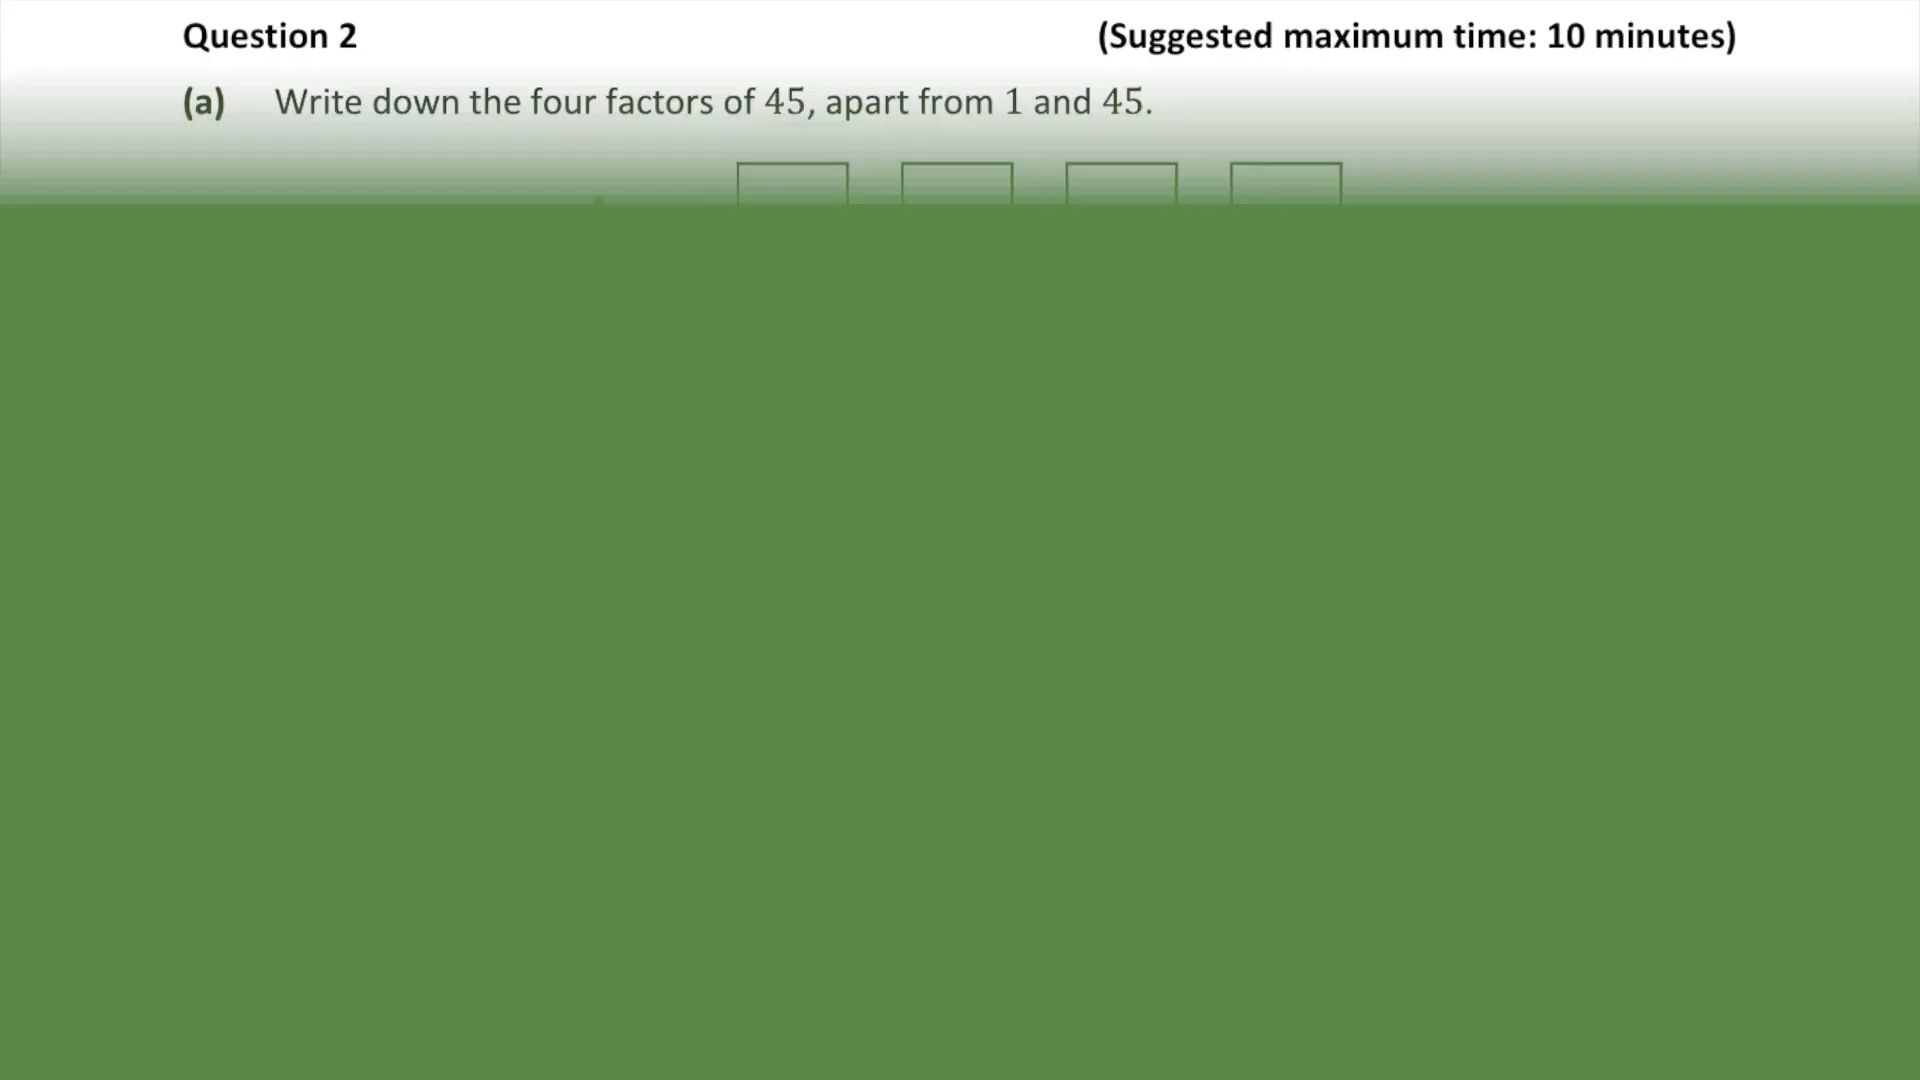 Question 2 (Suggested maximum time: 10 minutes)
(a) Write down the four factors of 45, apart from 1 and 45.